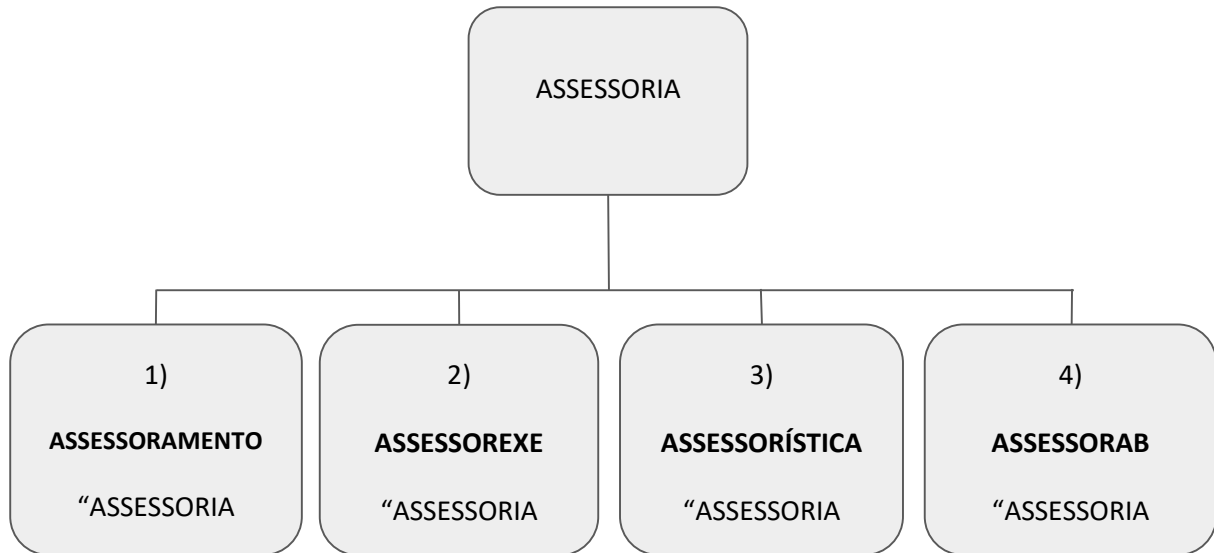 ASSESSORIA
1)
ASSESSORAMENTO
“ASSESSORIA
2)
ASSESSOREXE
“ASSESSORIA
3)
ASSESSORÍSTICA
“ASSESSORIA
4)
ASSESSORAB
“ASSESSORIA